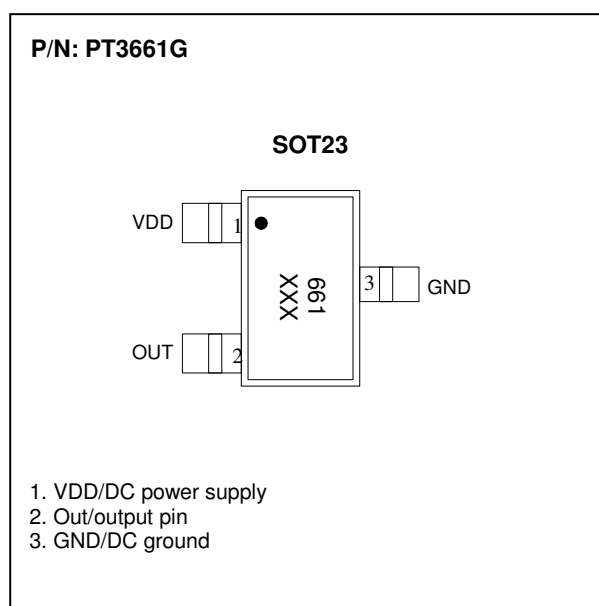 P/N: PT3661G
SOT23
VDD 1
661
XXX
3 GND
OUT 2
1. VDD/DC power supply
2. Out/output pin
3. GND/DC ground